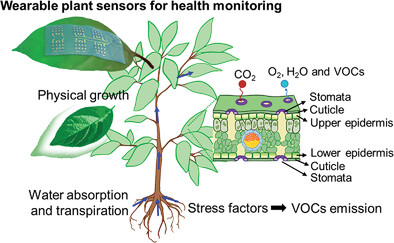 Wearable plant sensors for health monitoring
CO2
O2, H2O and VOCs
Physical growth
Stomata
Cuticle
Upper epidermis
Lower epidermis
Cuticle
Stomata
Water absorption
and transpiration
Stress factors ➡ VOCs emission